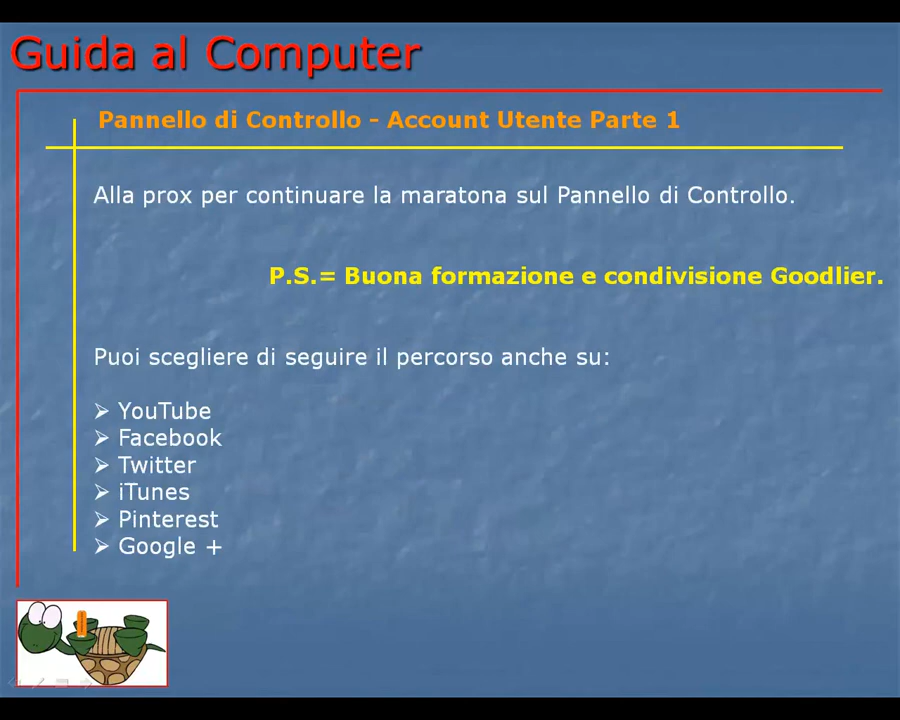 Guida al Computer
Pannello di Controllo - Account Utente Parte 1
Alla prox per continuare la maratona sul Pannello di Controllo.
P.S.= Buona formazione e condivisione Goodlier.
Puoi scegliere di seguire il percorso anche su:
➢ YouTube
➢ Facebook
➢ Twitter
➢ iTunes
➢ Pinterest
➢ Google +